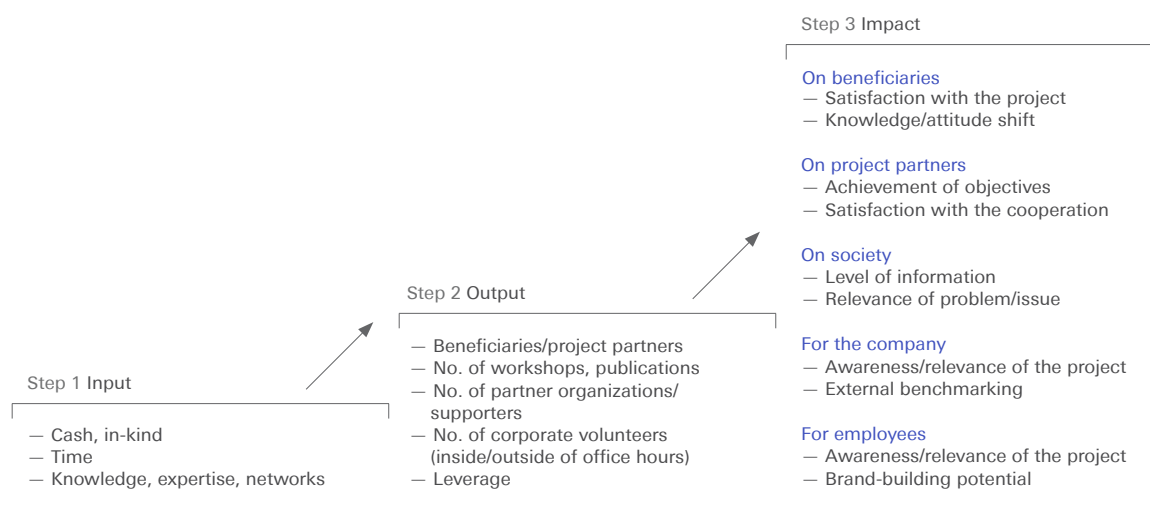 Step 1 Input
— Cash, in-kind
— Time
— Knowledge, expertise, networks
Step 2 Output
— Beneficiaries/project partners
— No. of workshops, publications
— No. of partner organizations/
supporters
— No. of corporate volunteers
(inside/outside of office hours)
— Leverage
Step 3 Impact
On beneficiaries
— Satisfaction with the project
— Knowledge/attitude shift
On project partners
— Achievement of objectives
— Satisfaction with the cooperation
On society
— Level of information
— Relevance of problem/issue
For the company
— Awareness/relevance of the project
— External benchmarking
For employees
— Awareness/relevance of the project
— Brand-building potential